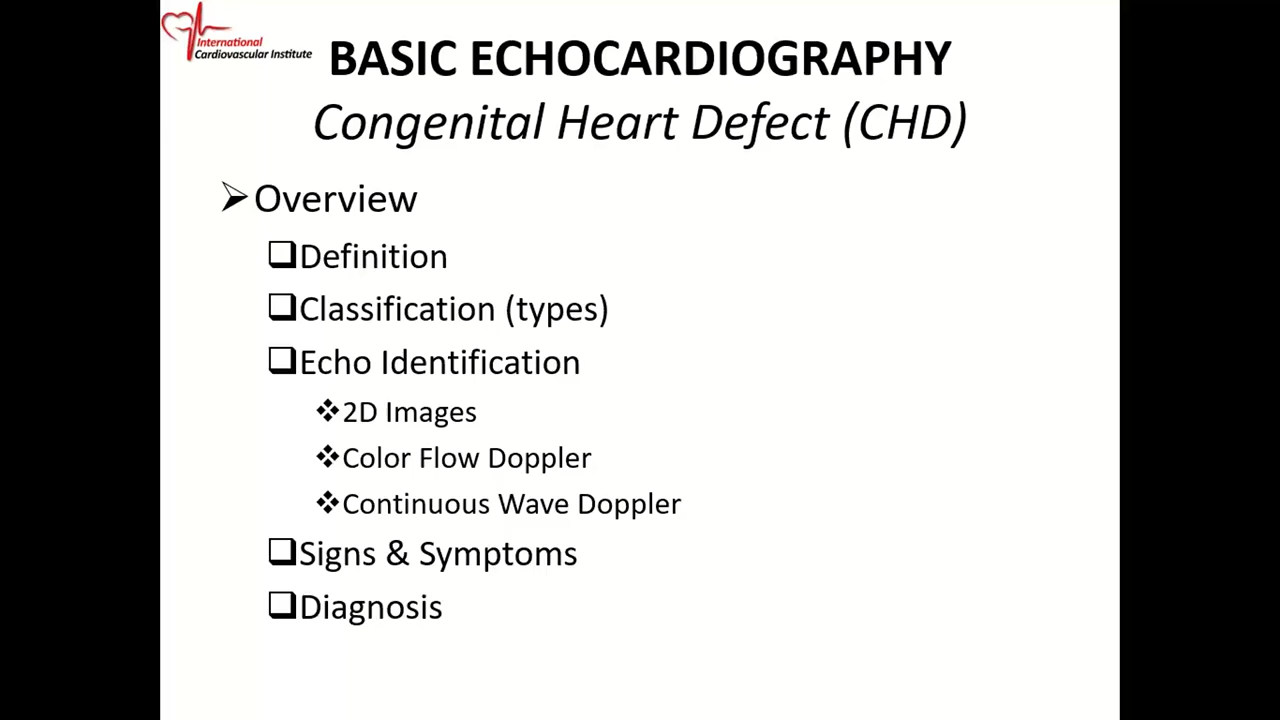 International
Cardiovascular Institute
BASIC ECHOCARDIOGRAPHY
Congenital Heart Defect (CHD)
Overview
Definition
Classification (types)
Echo Identification
2D Images
Color Flow Doppler
Continuous Wave Doppler
Signs & Symptoms
Diagnosis